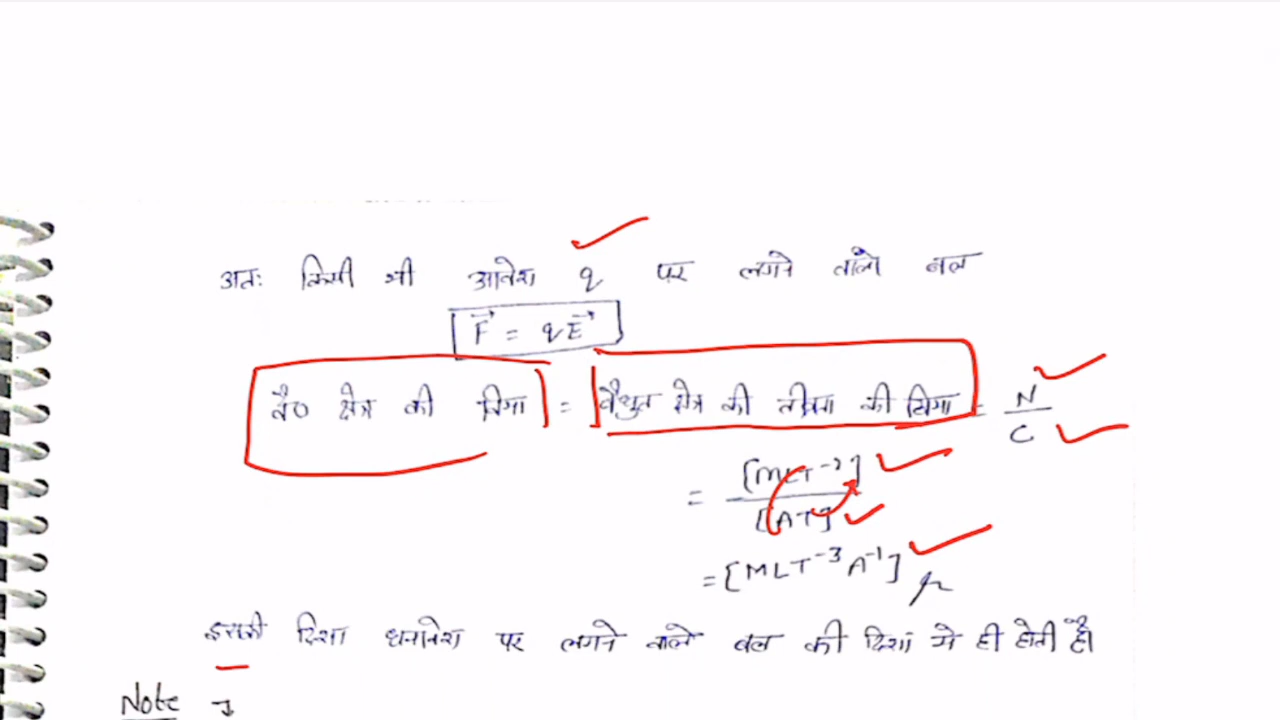 अतः किसी भी आवेश q पर लगने वाले बल
F⃗ = qE⃗
वै० क्षेत्र की विमा = वैधुत क्षेत्र की तीव्रता की विमा = N/C
= [MLT⁻²]/[AT]
= [MLT⁻³A⁻¹]
इसकी दिशा धनावेश पर लगने वाले बल की दिशा मे ही होती है।
Note →